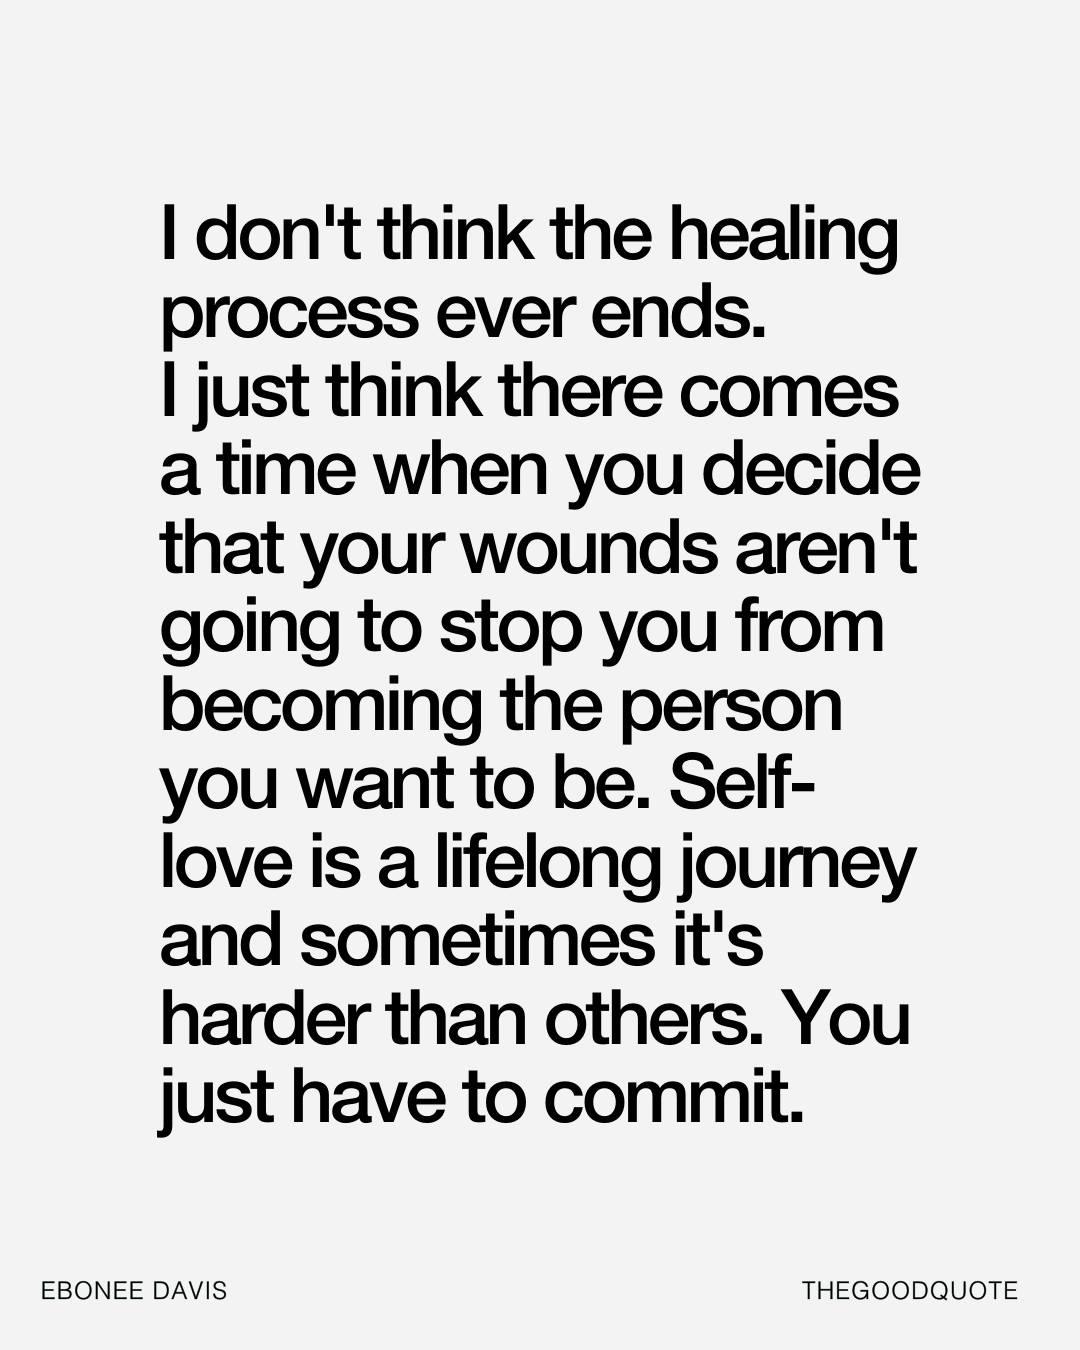 I don't think the healing
process ever ends.
I just think there comes
a time when you decide
that your wounds aren't
going to stop you from
becoming the person
you want to be. Self-
love is a lifelong journey
and sometimes it's
harder than others. You
just have to commit.
EBONEE DAVIS
THEGOODQUOTE